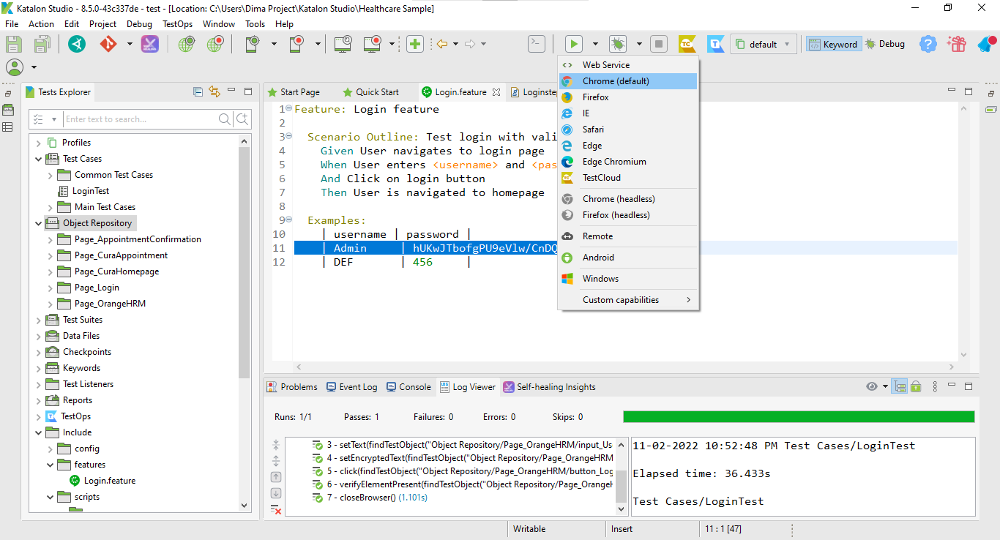 Katalon Studio - 8.5.0-43c337de - test - [Location: C:\Users\Dima Project\Katalon Studio\Healthcare Sample]
File Action Edit Project Debug TestOps Window Tools Help
default Keyword Debug
Tests Explorer
Enter text to search...
Profiles
Test Cases
Common Test Cases
LoginTest
Main Test Cases
Object Repository
Page_AppointmentConfirmation
Page_CuraAppointment
Page_CuraHomepage
Page_Login
Page_OrangeHRM
Test Suites
Data Files
Checkpoints
Keywords
Test Listeners
Reports
TestOps
Include
config
features
Login.feature
scripts
Start Page Quick Start Login.feature Loginste
1 Feature: Login feature
2
3 Scenario Outline: Test login with vali
4 Given User navigates to login page
5 When User enters <username> and <pas
6 And Click on login button
7 Then User is navigated to homepage
8
9 Examples:
10 | username | password |
11 | Admin | hUKwJTbofgPU9eVlw/CnDQ
12 | DEF | 456 |
Web Service
Chrome (default)
Firefox
IE
Safari
Edge
Edge Chromium
TestCloud
Chrome (headless)
Firefox (headless)
Remote
Android
Windows
Custom capabilities
Problems Event Log Console Log Viewer Self-healing Insights
Runs: 1/1 Passes: 1 Failures: 0 Errors: 0 Skips: 0
3 - setText(findTestObject("Object Repository/Page_OrangeHRM/input_Us
4 - setEncryptedText(findTestObject("Object Repository/Page_OrangeHRM
5 - click(findTestObject("Object Repository/Page_OrangeHRM/button_Log
6 - verifyElementPresent(findTestObject("Object Repository/Page_Orange
7 - closeBrowser() (1.101s)
11-02-2022 10:52:48 PM Test Cases/LoginTest
Elapsed time: 36.433s
Test Cases/LoginTest
Writable Insert 11 : 1 [47]